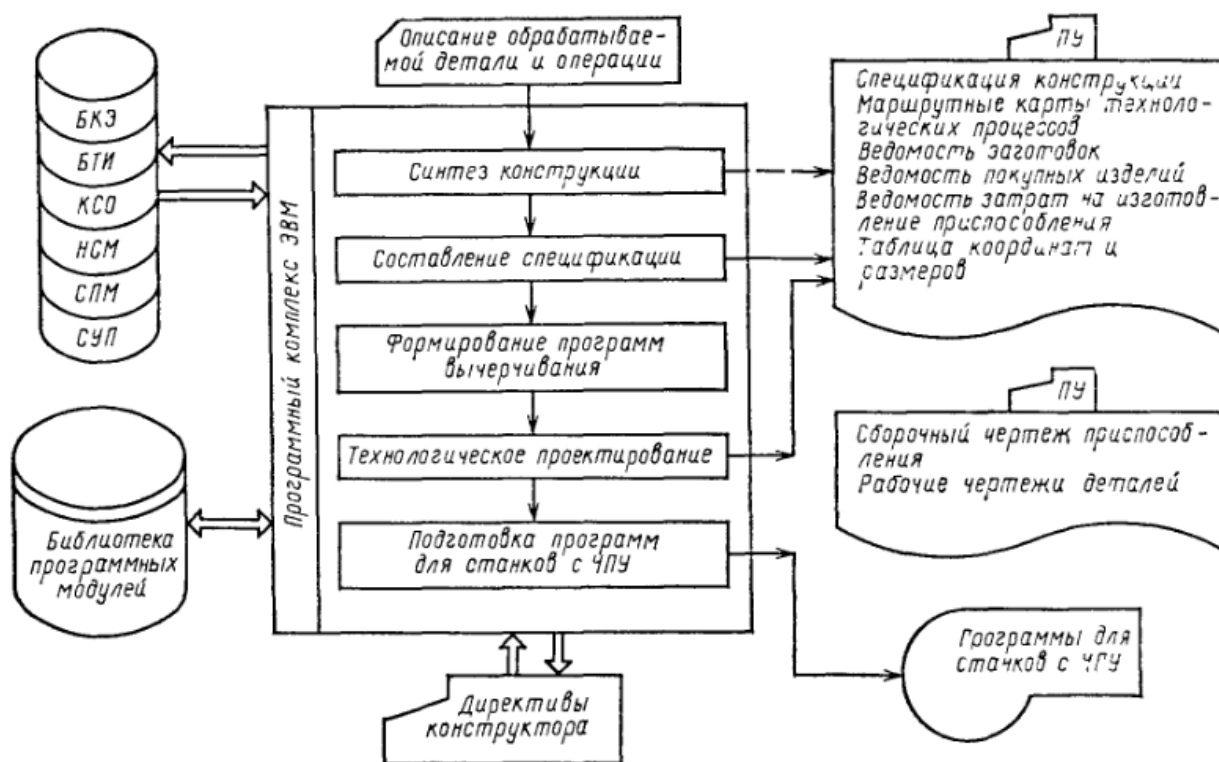 Описание обрабатывае-
мой детали и операции
БКЭ
БТИ
КСО
НСМ
СПМ
СУП
Библиотека
программных
модулей
Программный комплекс ЭВМ
Синтез конструкции
Составление спецификации
Формирование программ
вычерчивания
Технологическое проектирование
Подготовка программ
для станков с ЧПУ
Директивы
конструктора
ПУ
Спецификация конструкции
Маршрутные карты техноло-
гических процессов
Ведомость заготовок
Ведомость покупных изделий
Ведомость затрат на изготов-
ление приспособления
Таблица координат и
размеров
ПУ
Сборочный чертеж приспособ-
ления
Рабочие чертежи деталей
Программы для
станков с ЧПУ